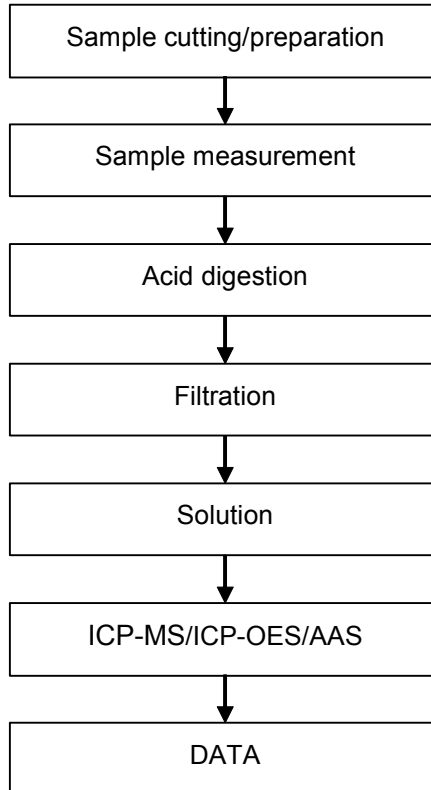 Sample cutting/preparation
Sample measurement
Acid digestion
Filtration
Solution
ICP-MS/ICP-OES/AAS
DATA